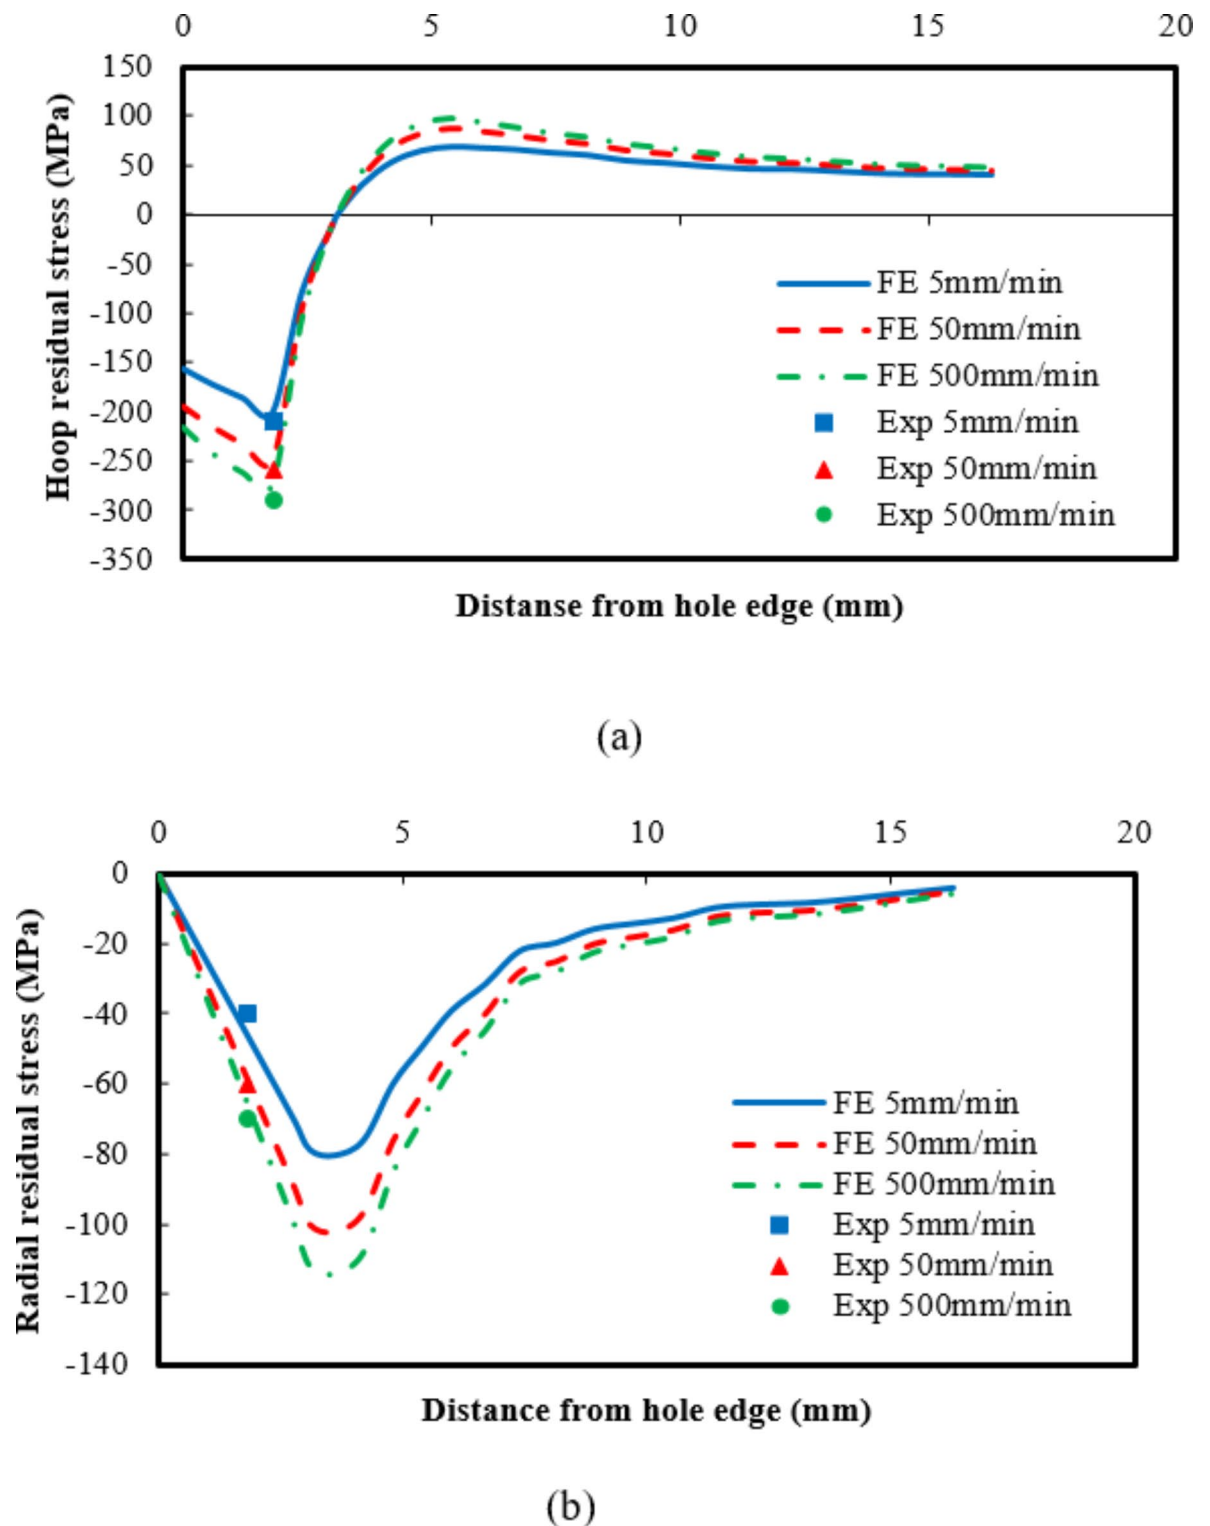 0 5 10 15 20
150
100
50
0
-50
-100
-150
-200
-250
-300
-350
Hoop residual stress (MPa)
FE 5mm/min
FE 50mm/min
FE 500mm/min
Exp 5mm/min
Exp 50mm/min
Exp 500mm/min
Distanse from hole edge (mm)
(a)
0 5 10 15 20
0
-20
-40
-60
-80
-100
-120
-140
Radial residual stress (MPa)
FE 5mm/min
FE 50mm/min
FE 500mm/min
Exp 5mm/min
Exp 50mm/min
Exp 500mm/min
Distance from hole edge (mm)
(b)